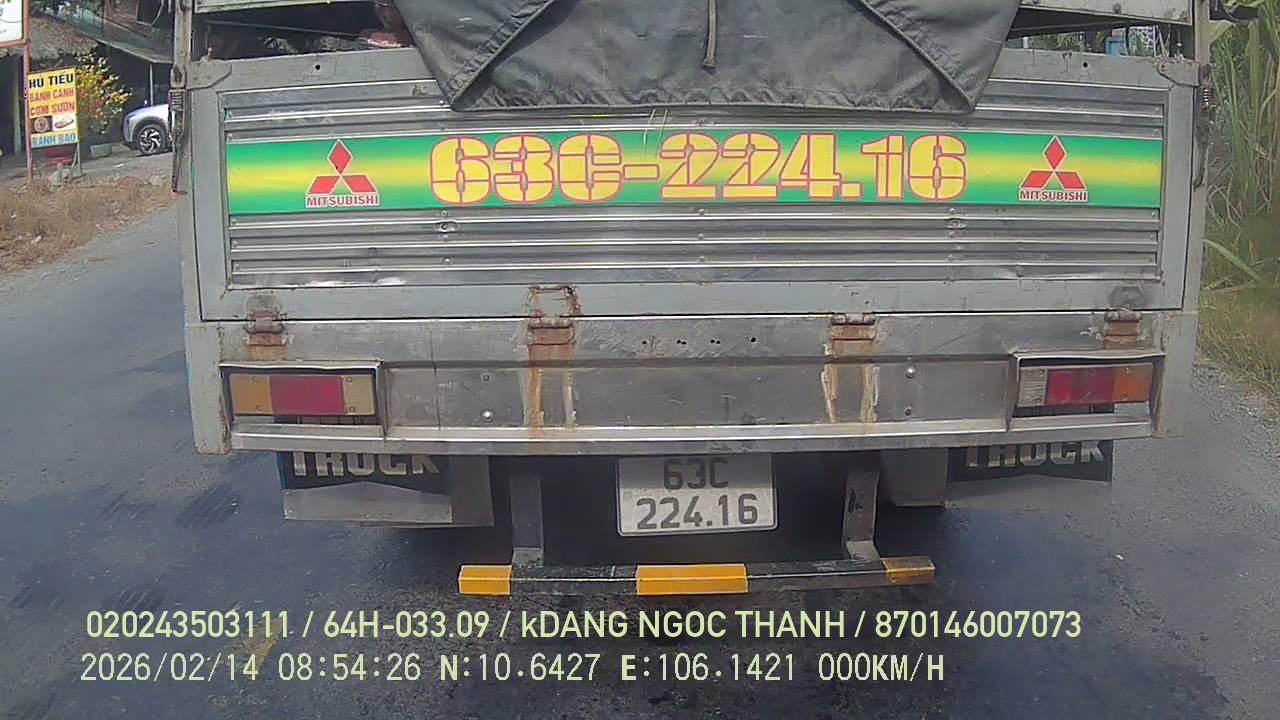 HỦ TIẾU
BÁNH CANH
CƠM SƯỜN
BÁNH BAO
63C-224.16
MITSUBISHI
MITSUBISHI
TRUCK
TRUCK
63C
224.16
020243503111 / 64H-033.09 / kDANG NGOC THANH / 870146007073
2026/02/14 08:54:26 N:10.6427 E:106.1421 000KM/H